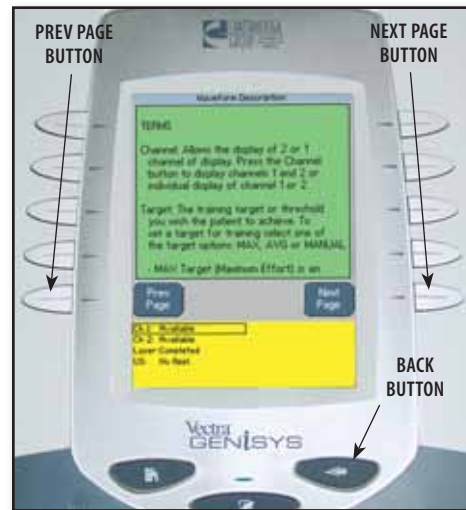 PREV PAGE
BUTTON
NEXT PAGE
BUTTON
CHATTANOOGA
GROUP
Waveform Description
TERMS
Channel: Allows the display of 2 or 1
channel of display. Press the Channel
button to display channels 1 and 2 or
individual display of channel 1 or 2.
Target: The training target or threshold
you wish the patient to achieve. To
set a target for training select one of
the target options: MAX, AVG or MANUAL
- MAX Target (Maximum Effort) is an
Prev
Page
Next
Page
Ch 1: Available
Ch 2: Available
Laser: Completed
US: No Heat
BACK
BUTTON
Vectra
GENiSYS